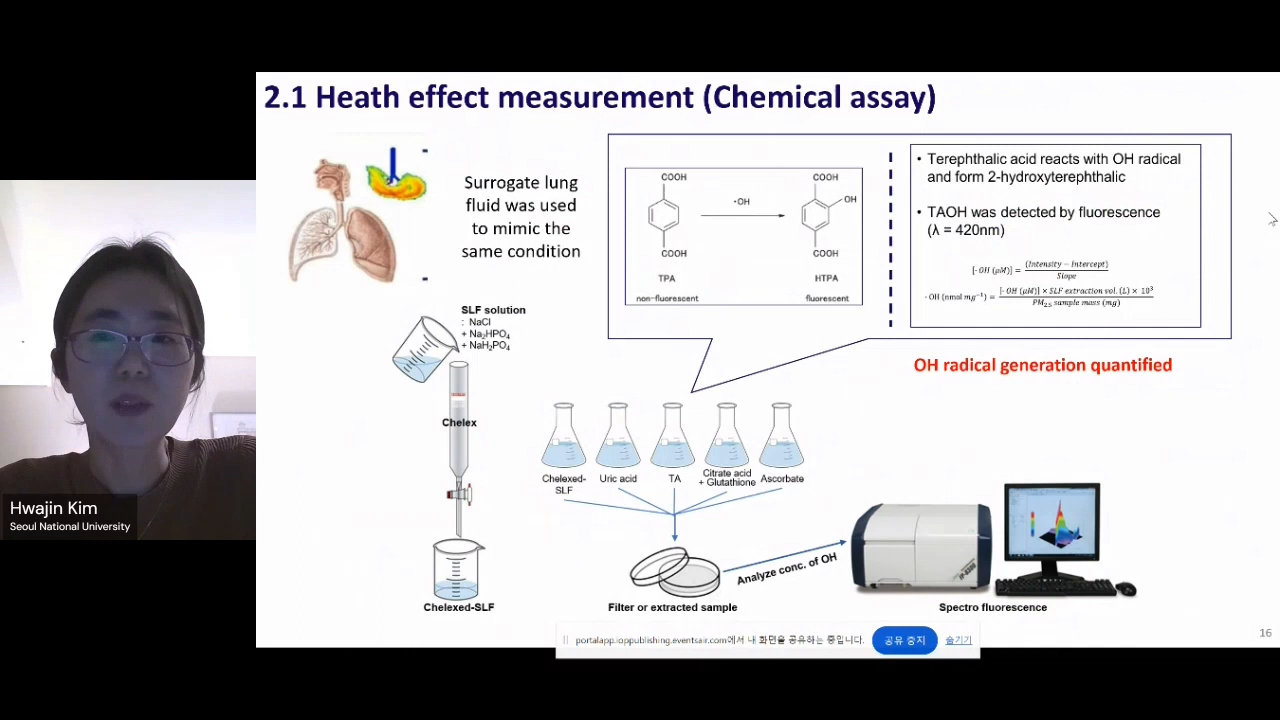 2.1 Heath effect measurement (Chemical assay)
Surrogate lung
fluid was used
to mimic the
same condition
COOH
COOH
·OH
OH
COOH
COOH
TPA
HTPA
non-fluorescent
fluorescent
• Terephthalic acid reacts with OH radical
and form 2-hydroxyterephthalic
• TAOH was detected by fluorescence
(λ = 420nm)
[· OH (μM)] = (Intensity − Intercept) / Slope
· OH (nmol mg⁻¹) = [· OH (μM)] × SLF extraction vol. (L) × 10³ / PM₂.₅ sample mass (mg)
OH radical generation quantified
SLF solution
: NaCl
+ Na₂HPO₄
+ NaH₂PO₄
Chelex
Chelexed-
SLF
Uric acid
TA
Citrate acid
+ Glutathione
Ascorbate
Analyze conc. of OH
Chelexed-SLF
Filter or extracted sample
Spectro fluorescence
16
Hwajin Kim
Seoul National University
portalapp.ioppublishing.eventsair.com에서 내 화면을 공유하는 중입니다.
공유 중지
숨기기